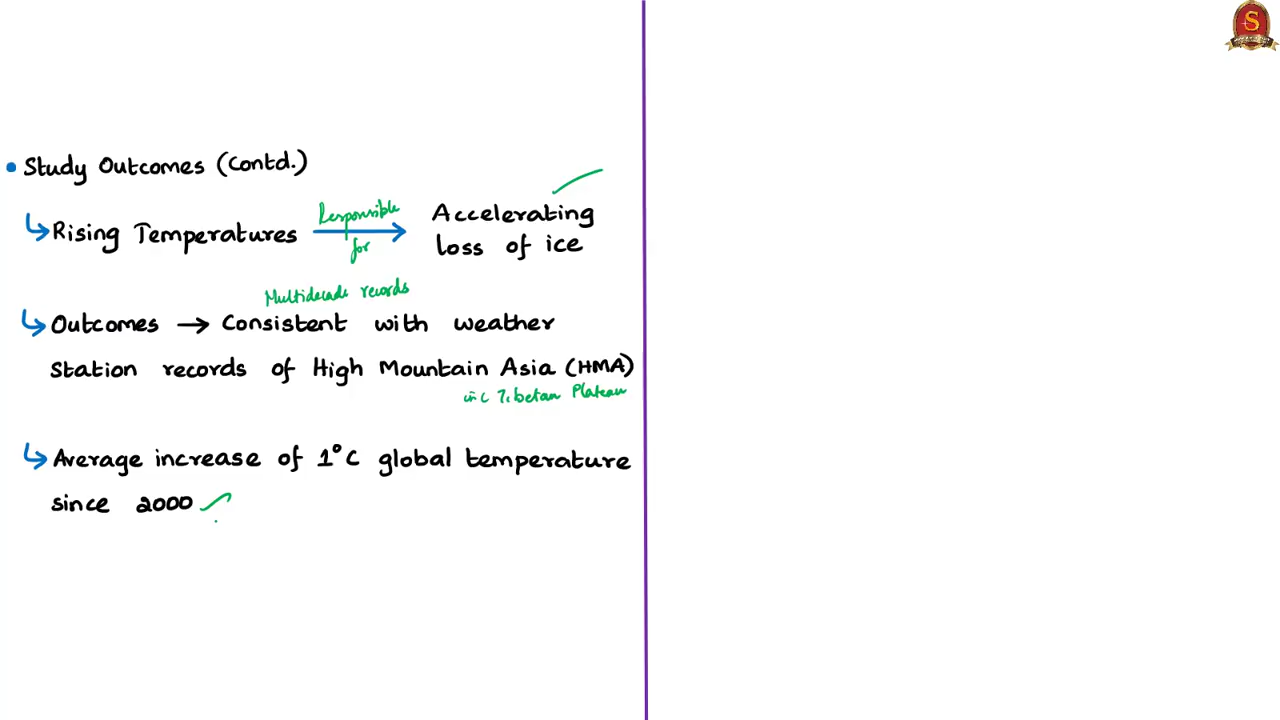 • Study Outcomes (Contd.)
Responsible
Rising Temperatures → Accelerating
for
loss of ice
Multidecade records
Outcomes → Consistent with weather
Station records of High Mountain Asia (HMA)
inc Tibetan Plateau
Average increase of 1°C global temperature
since 2000
S